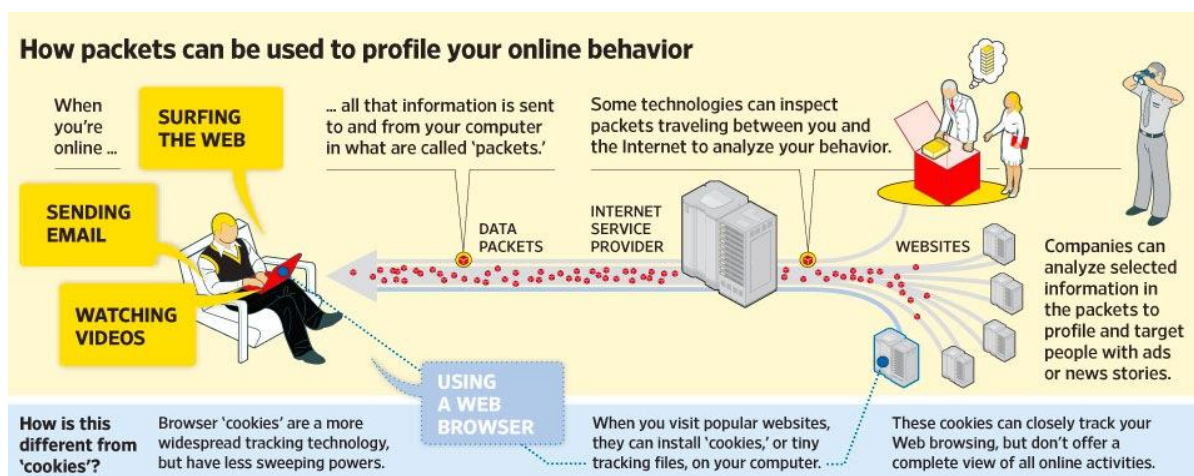 How packets can be used to profile your online behavior
When
you're
online ...
SURFING
THE WEB
SENDING
EMAIL
WATCHING
VIDEOS
... all that information is sent
to and from your computer
in what are called 'packets.'
Some technologies can inspect
packets traveling between you and
the Internet to analyze your behavior.
DATA
PACKETS
INTERNET
SERVICE
PROVIDER
WEBSITES
Companies can
analyze selected
information in
the packets to
profile and target
people with ads
or news stories.
USING
A WEB
BROWSER
How is this
different from
'cookies'?
Browser 'cookies' are a more
widespread tracking technology,
but have less sweeping powers.
When you visit popular websites,
they can install 'cookies,' or tiny
tracking files, on your computer.
These cookies can closely track your
Web browsing, but don't offer a
complete view of all online activities.